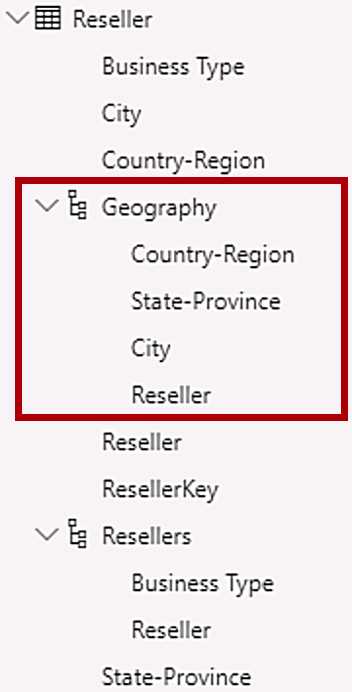 Reseller
Business Type
City
Country-Region
Geography
Country-Region
State-Province
City
Reseller
Reseller
ResellerKey
Resellers
Business Type
Reseller
State-Province